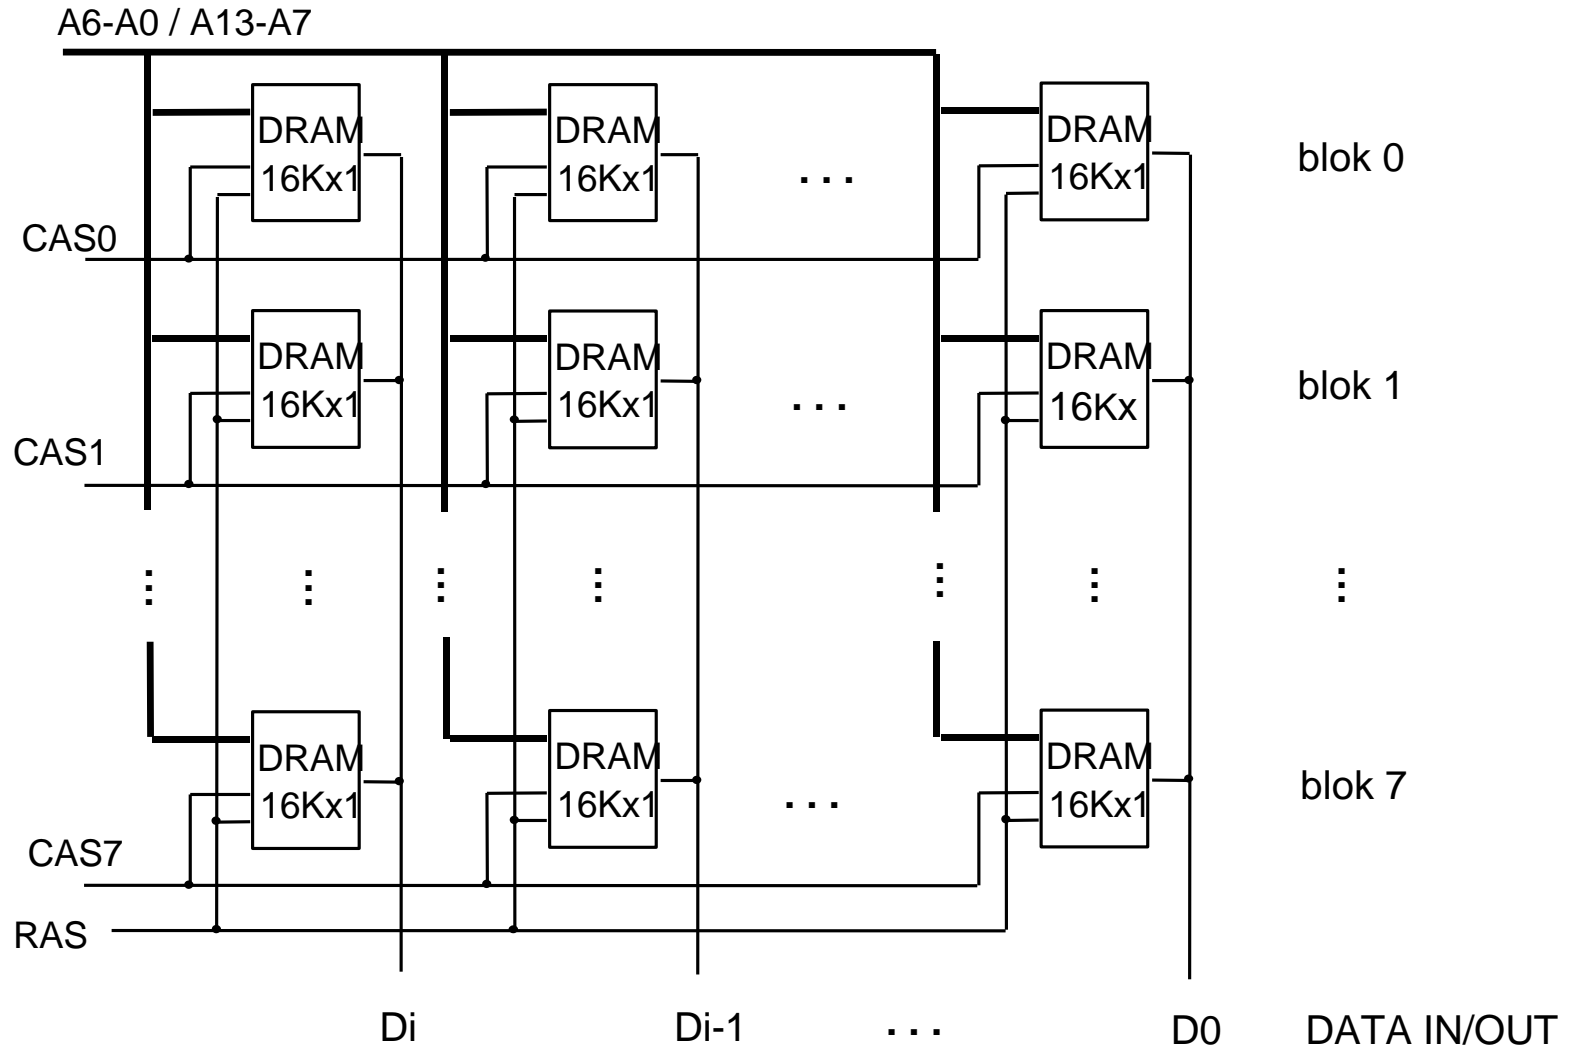 A6-A0 / A13-A7
DRAM
16Kx1
DRAM
16Kx1
. . .
DRAM
16Kx1
blok 0
CAS0
DRAM
16Kx1
DRAM
16Kx1
. . .
DRAM
16Kx
blok 1
CAS1
DRAM
16Kx1
DRAM
16Kx1
. . .
DRAM
16Kx1
blok 7
CAS7
RAS
Di
Di-1
. . .
D0
DATA IN/OUT